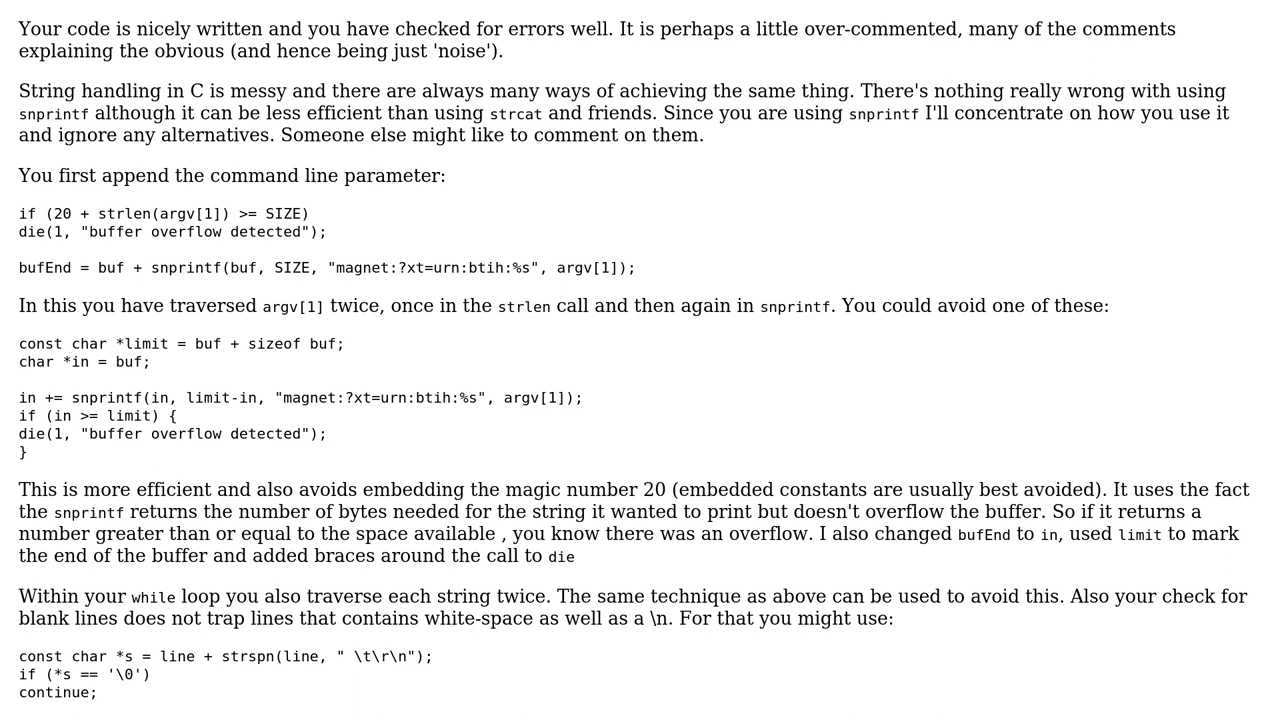 Your code is nicely written and you have checked for errors well. It is perhaps a little over-commented, many of the comments
explaining the obvious (and hence being just 'noise').
String handling in C is messy and there are always many ways of achieving the same thing. There's nothing really wrong with using
snprintf although it can be less efficient than using strcat and friends. Since you are using snprintf I'll concentrate on how you use it
and ignore any alternatives. Someone else might like to comment on them.
You first append the command line parameter:
if (20 + strlen(argv[1]) >= SIZE)
die(1, "buffer overflow detected");
bufEnd = buf + snprintf(buf, SIZE, "magnet:?xt=urn:btih:%s", argv[1]);
In this you have traversed argv[1] twice, once in the strlen call and then again in snprintf. You could avoid one of these:
const char *limit = buf + sizeof buf;
char *in = buf;
in += snprintf(in, limit-in, "magnet:?xt=urn:btih:%s", argv[1]);
if (in >= limit) {
die(1, "buffer overflow detected");
}
This is more efficient and also avoids embedding the magic number 20 (embedded constants are usually best avoided). It uses the fact
the snprintf returns the number of bytes needed for the string it wanted to print but doesn't overflow the buffer. So if it returns a
number greater than or equal to the space available , you know there was an overflow. I also changed bufEnd to in, used limit to mark
the end of the buffer and added braces around the call to die
Within your while loop you also traverse each string twice. The same technique as above can be used to avoid this. Also your check for
blank lines does not trap lines that contains white-space as well as a \n. For that you might use:
const char *s = line + strspn(line, " \t\r\n");
if (*s == '\0')
continue;